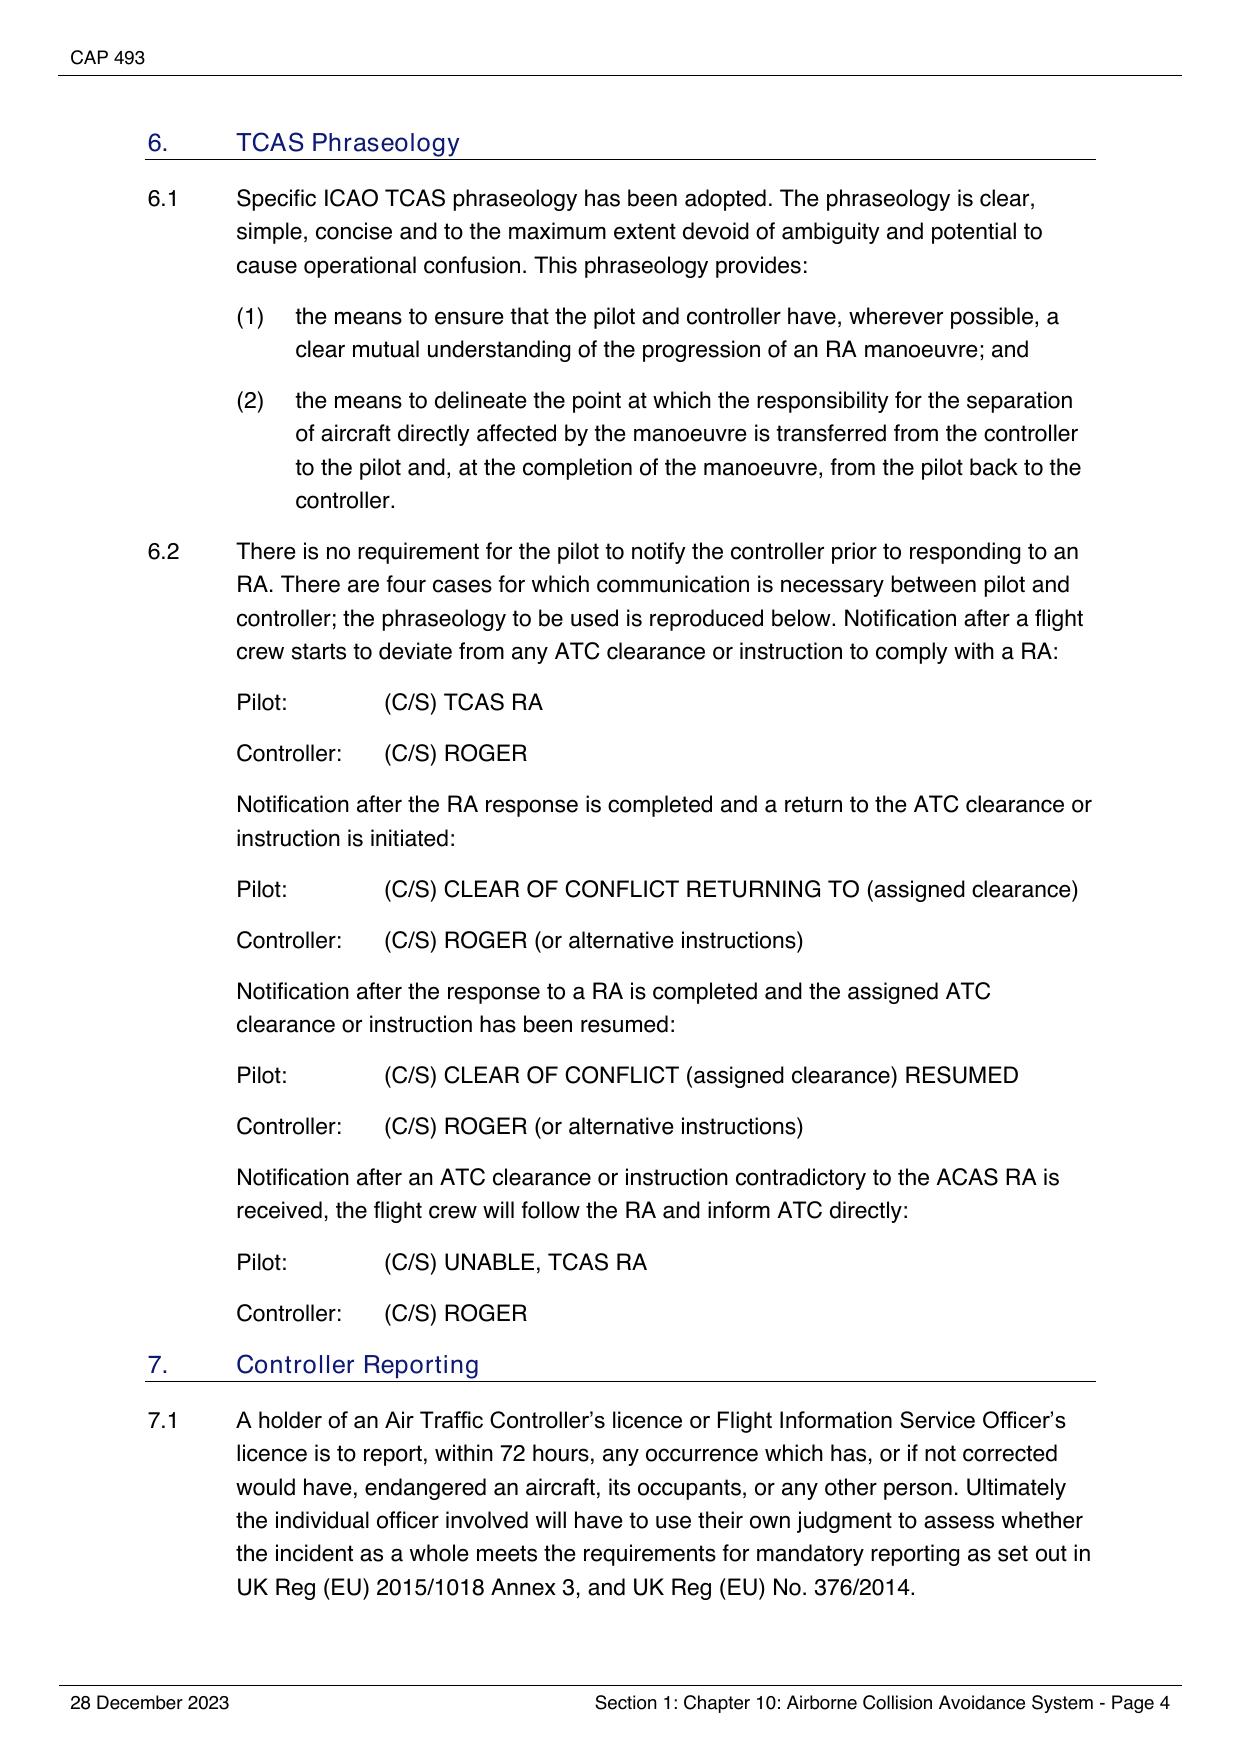 CAP 493
6. TCAS Phraseology
6.1 Specific ICAO TCAS phraseology has been adopted. The phraseology is clear,
simple, concise and to the maximum extent devoid of ambiguity and potential to
cause operational confusion. This phraseology provides:
(1) the means to ensure that the pilot and controller have, wherever possible, a
clear mutual understanding of the progression of an RA manoeuvre; and
(2) the means to delineate the point at which the responsibility for the separation
of aircraft directly affected by the manoeuvre is transferred from the controller
to the pilot and, at the completion of the manoeuvre, from the pilot back to the
controller.
6.2 There is no requirement for the pilot to notify the controller prior to responding to an
RA. There are four cases for which communication is necessary between pilot and
controller; the phraseology to be used is reproduced below. Notification after a flight
crew starts to deviate from any ATC clearance or instruction to comply with a RA:
Pilot: (C/S) TCAS RA
Controller: (C/S) ROGER
Notification after the RA response is completed and a return to the ATC clearance or
instruction is initiated:
Pilot: (C/S) CLEAR OF CONFLICT RETURNING TO (assigned clearance)
Controller: (C/S) ROGER (or alternative instructions)
Notification after the response to a RA is completed and the assigned ATC
clearance or instruction has been resumed:
Pilot: (C/S) CLEAR OF CONFLICT (assigned clearance) RESUMED
Controller: (C/S) ROGER (or alternative instructions)
Notification after an ATC clearance or instruction contradictory to the ACAS RA is
received, the flight crew will follow the RA and inform ATC directly:
Pilot: (C/S) UNABLE, TCAS RA
Controller: (C/S) ROGER
7. Controller Reporting
7.1 A holder of an Air Traffic Controller’s licence or Flight Information Service Officer’s
licence is to report, within 72 hours, any occurrence which has, or if not corrected
would have, endangered an aircraft, its occupants, or any other person. Ultimately
the individual officer involved will have to use their own judgment to assess whether
the incident as a whole meets the requirements for mandatory reporting as set out in
UK Reg (EU) 2015/1018 Annex 3, and UK Reg (EU) No. 376/2014.
28 December 2023 Section 1: Chapter 10: Airborne Collision Avoidance System - Page 4